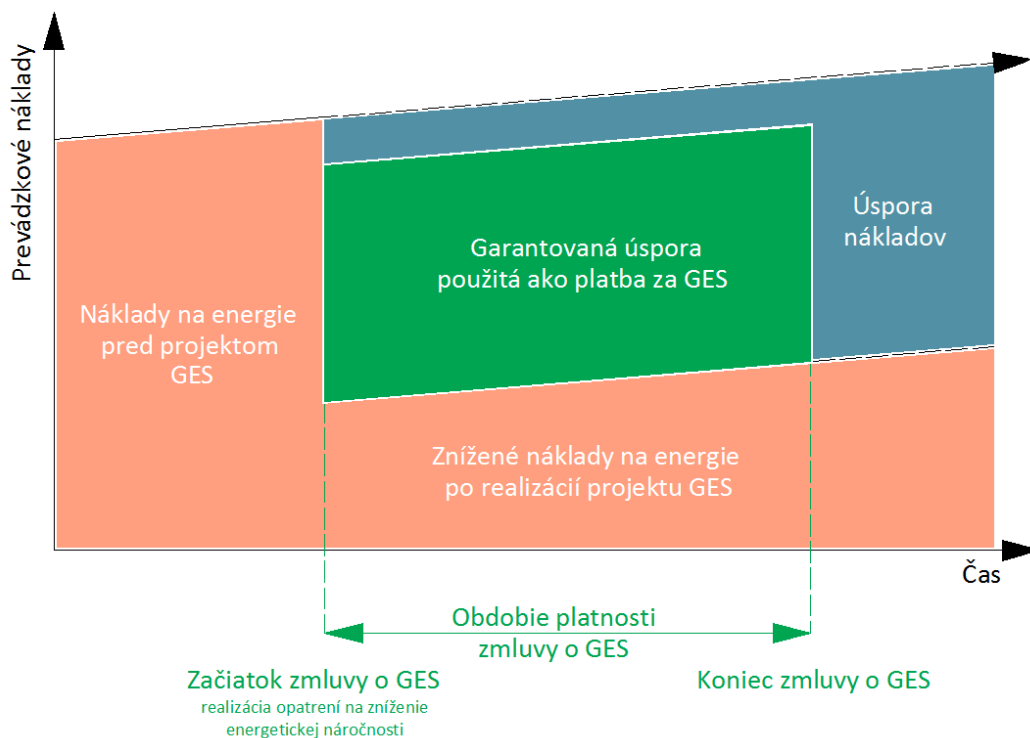 Prevádzkové náklady
Úspora
nákladov
Garantovaná úspora
použitá ako platba za GES
Náklady na energie
pred projektom
GES
Znížené náklady na energie
po realizácií projektu GES
Čas
Obdobie platnosti
zmluvy o GES
Začiatok zmluvy o GES
realizácia opatrení na zníženie
energetickej náročnosti
Koniec zmluvy o GES